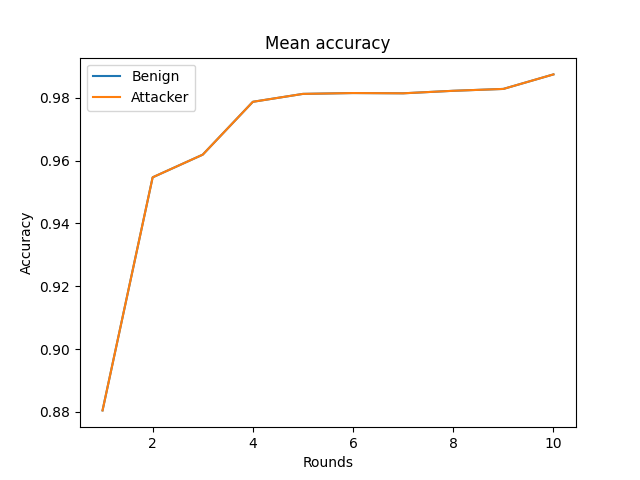 Mean accuracy
Benign
Attacker
0.98
0.96
0.94
0.92
0.90
0.88
Accuracy
2 4 6 8 10
Rounds